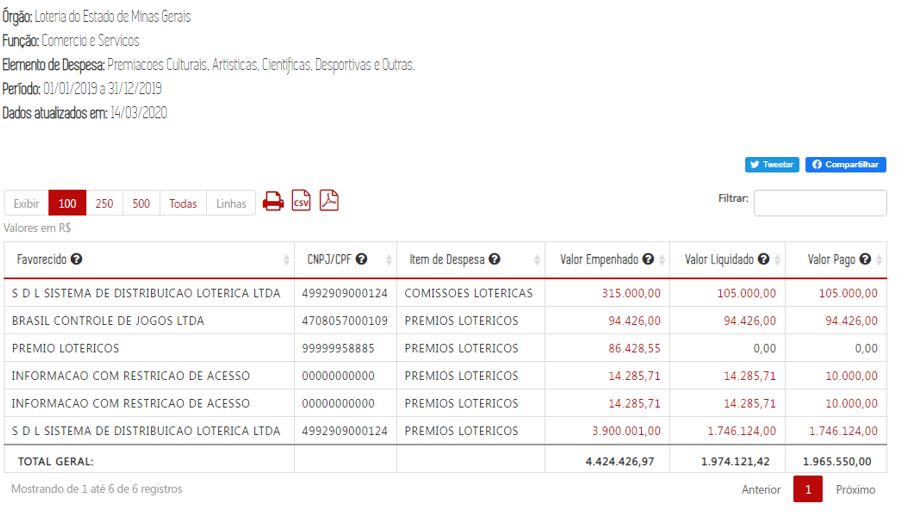 Órgão: Loteria do Estado de Minas Gerais
Função: Comercio e Servicos
Elemento de Despesa: Premiacoes Culturais, Artisticas, Cientificas, Desportivas e Outras.
Período: 01/01/2019 a 31/12/2019
Dados atualizados em: 14/03/2020
Tweetar Compartilhar
Exibir 100 250 500 Todas Linhas CSV Filtrar:
Valores em R$
Favorecido ? CNPJ/CPF ? Item de Despesa ? Valor Empenhado ? Valor Liquidado ? Valor Pago ?
S D L SISTEMA DE DISTRIBUICAO LOTERICA LTDA 4992909000124 COMISSOES LOTERICAS 315.000,00 105.000,00 105.000,00
BRASIL CONTROLE DE JOGOS LTDA 4708057000109 PREMIOS LOTERICOS 94.426,00 94.426,00 94.426,00
PREMIO LOTERICOS 99999958885 PREMIOS LOTERICOS 86.428,55 0,00 0,00
INFORMACAO COM RESTRICAO DE ACESSO 00000000000 PREMIOS LOTERICOS 14.285,71 14.285,71 10.000,00
INFORMACAO COM RESTRICAO DE ACESSO 00000000000 PREMIOS LOTERICOS 14.285,71 14.285,71 10.000,00
S D L SISTEMA DE DISTRIBUICAO LOTERICA LTDA 4992909000124 PREMIOS LOTERICOS 3.900.001,00 1.746.124,00 1.746.124,00
TOTAL GERAL: 4.424.426,97 1.974.121,42 1.965.550,00
Mostrando de 1 até 6 de 6 registros Anterior 1 Próximo